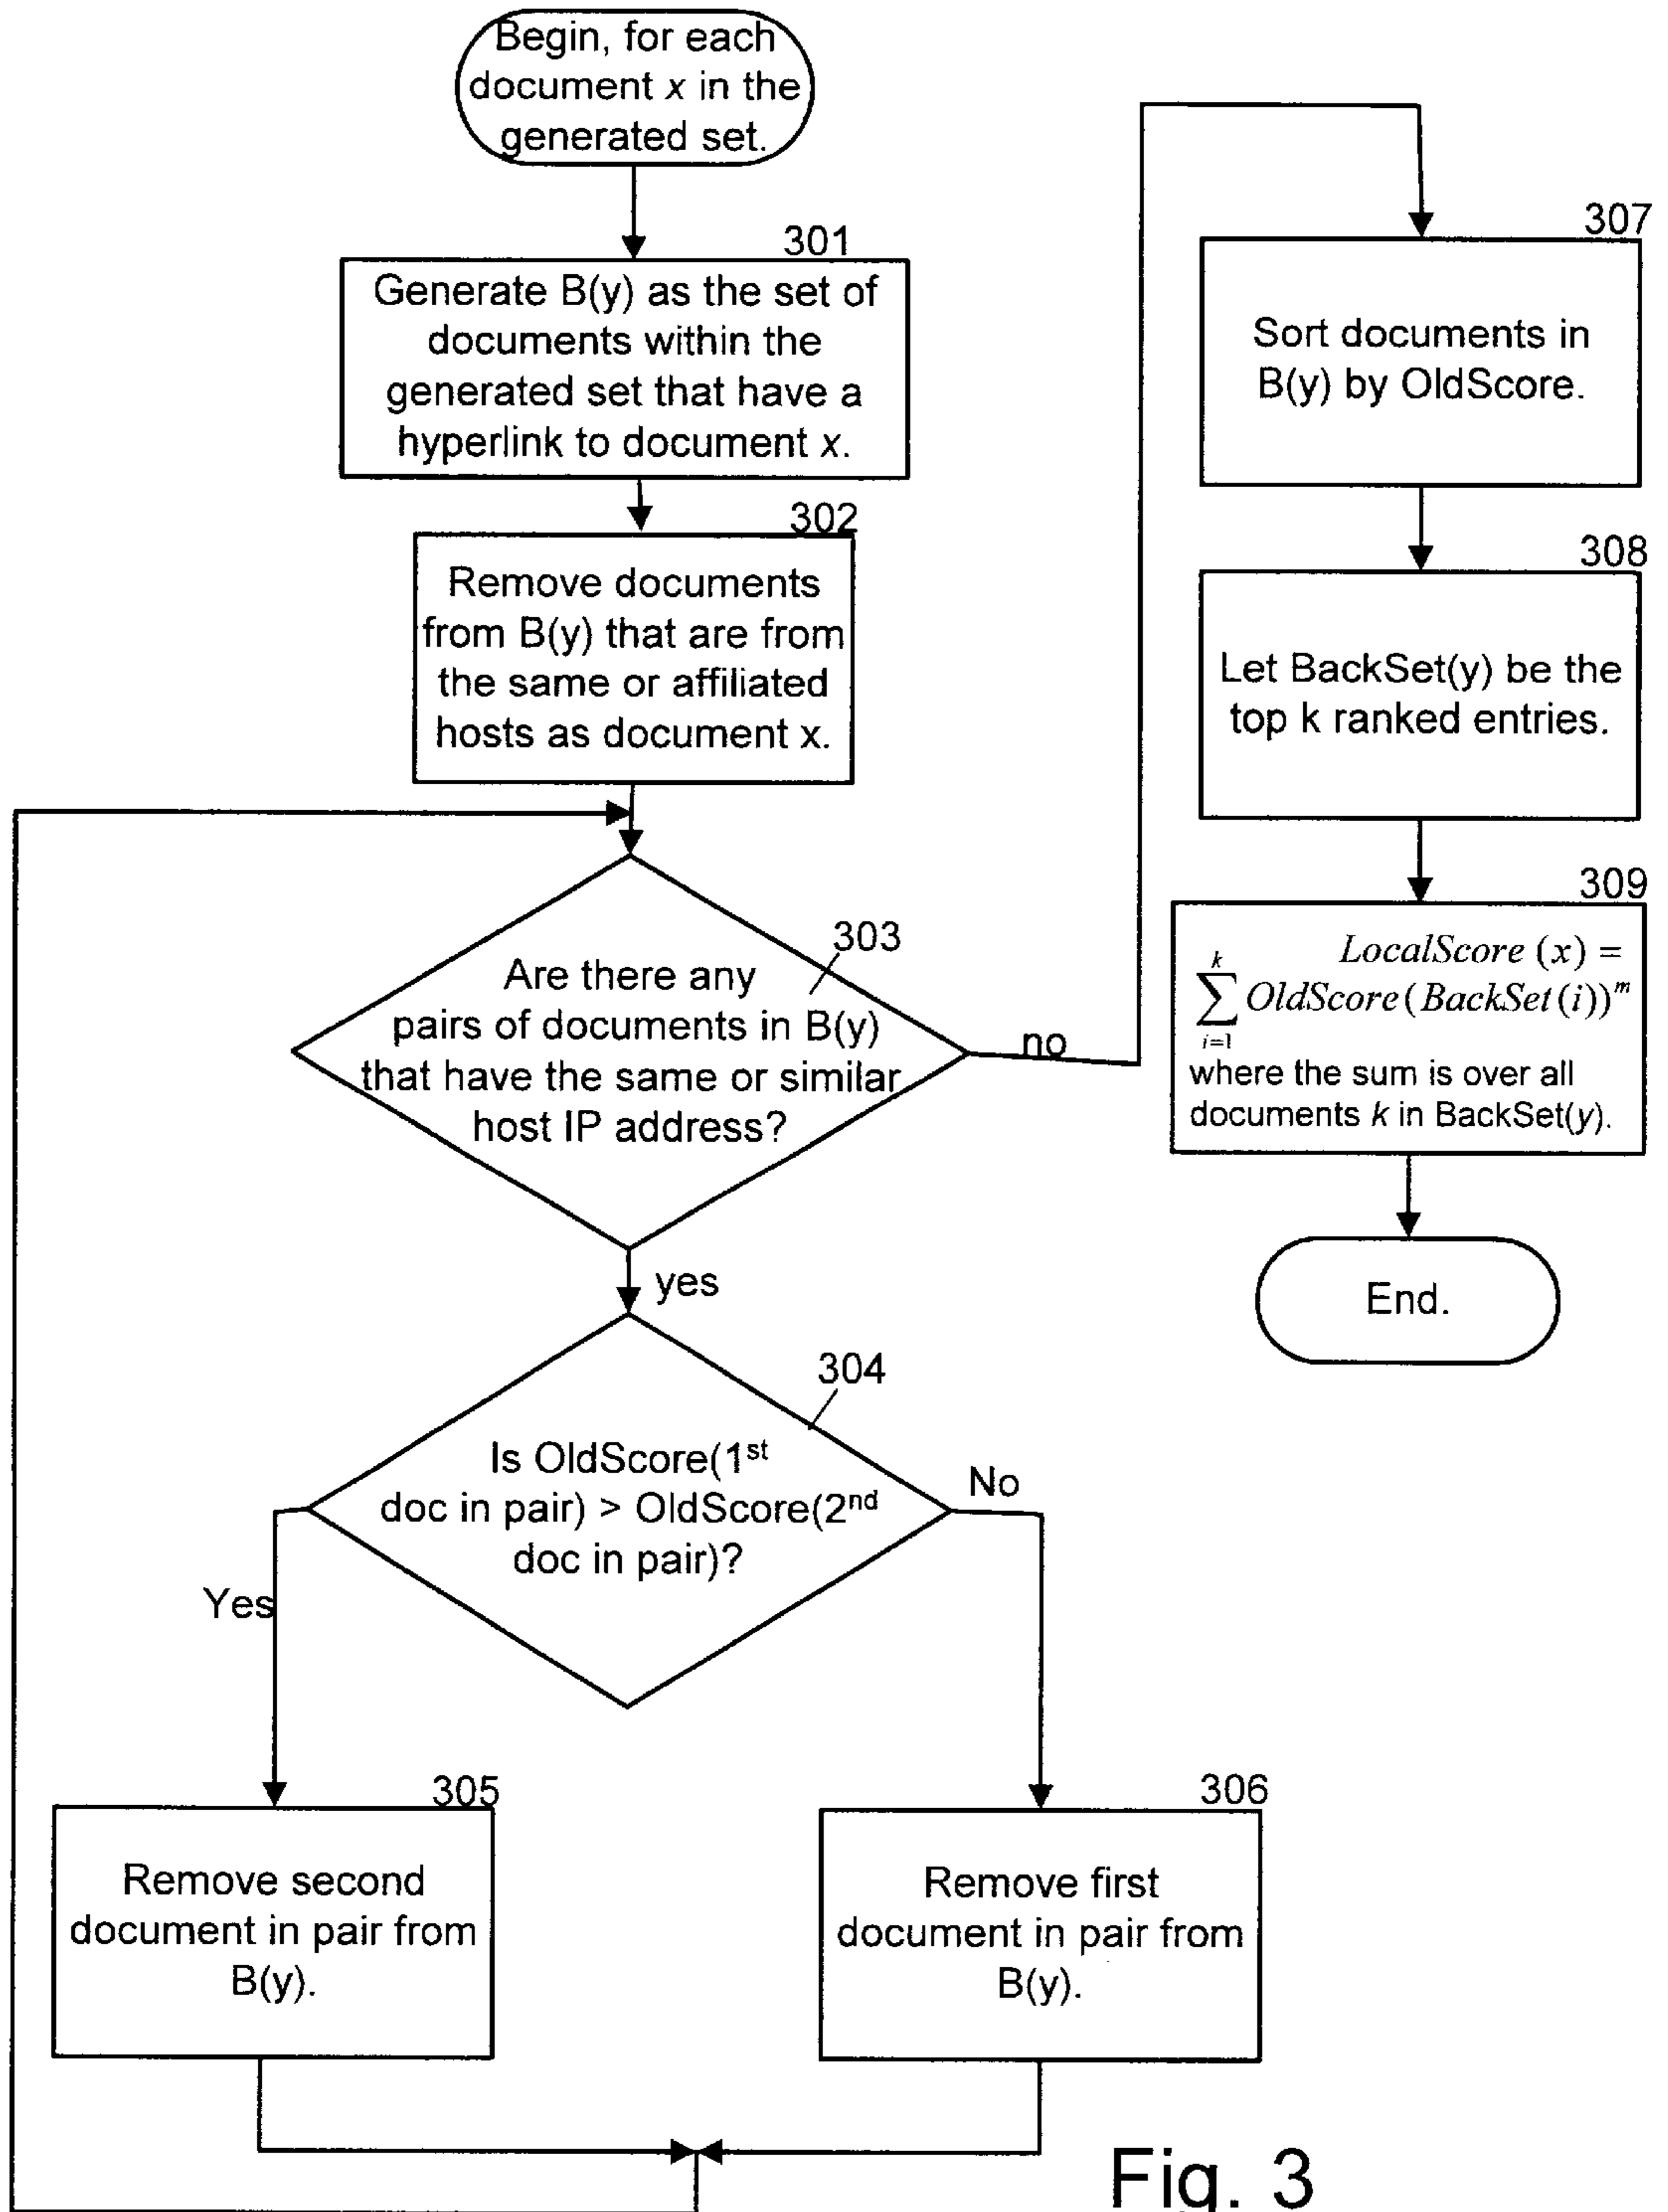 Begin, for each
document x in the
generated set.
301
Generate B(y) as the set of
documents within the
generated set that have a
hyperlink to document x.
302
Remove documents
from B(y) that are from
the same or affiliated
hosts as document x.
303
Are there any
pairs of documents in B(y)
that have the same or similar
host IP address?
no
yes
304
Is OldScore(1st
doc in pair) > OldScore(2nd
doc in pair)?
Yes
No
305
Remove second
document in pair from
B(y).
306
Remove first
document in pair from
B(y).
307
Sort documents in
B(y) by OldScore.
308
Let BackSet(y) be the
top k ranked entries.
309
LocalScore (x) =
k
∑ OldScore(BackSet(i))^m
i=1
where the sum is over all
documents k in BackSet(y).
End.
Fig. 3